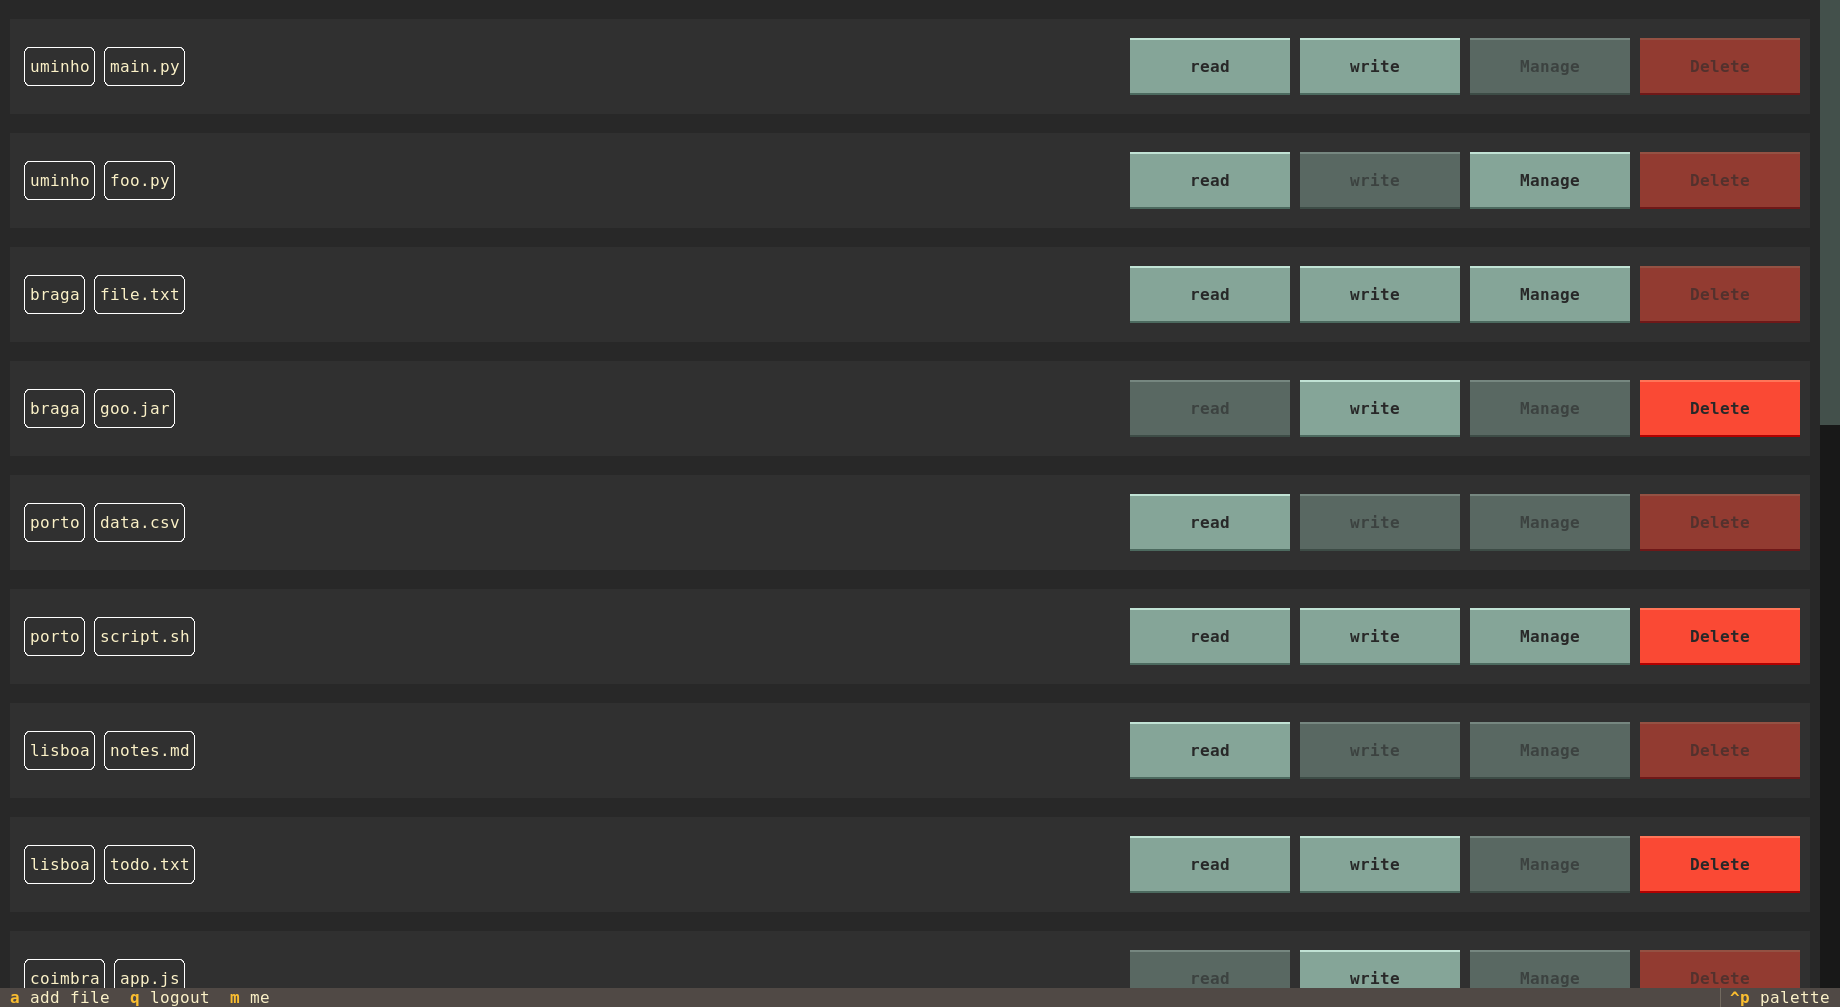 uminho main.py read write Manage Delete
uminho foo.py read write Manage Delete
braga file.txt read write Manage Delete
braga goo.jar read write Manage Delete
porto data.csv read write Manage Delete
porto script.sh read write Manage Delete
lisboa notes.md read write Manage Delete
lisboa todo.txt read write Manage Delete
coimbra app.js read write Manage Delete
a add file q logout m me ^p palette